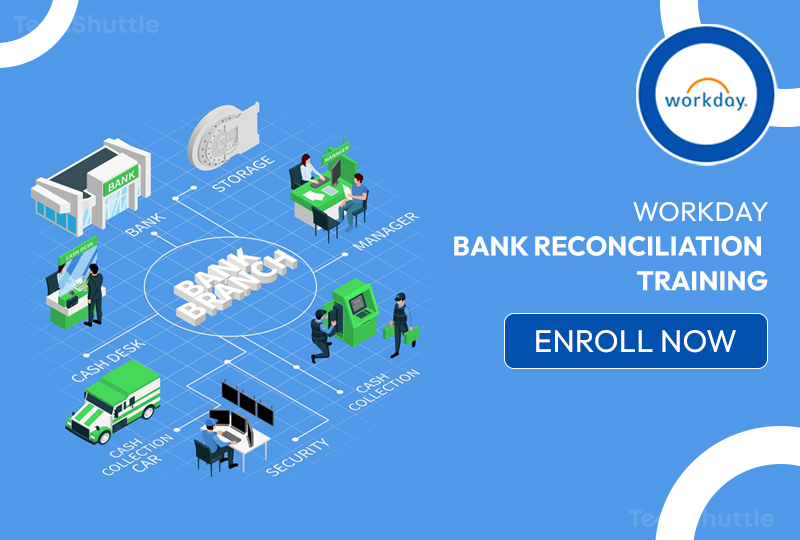 TechShuttle
workday.
STORAGE
MANAGER
BANK
BANK
MANAGER
CASH DESK
BANK
BRANCH
CASH DESK
CASH
COLLECTION
CASH
COLLECTION
CAR
SECURITY
WORKDAY
BANK RECONCILIATION
TRAINING
ENROLL NOW